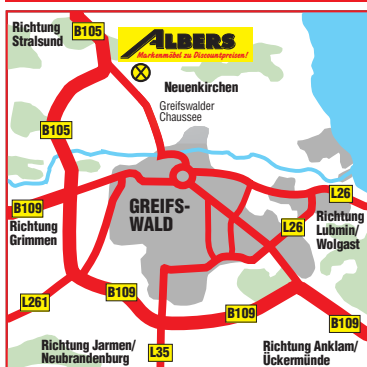 Richtung
Stralsund
B105
ALBERS
Markenmöbel zu Discountpreisen!
Neuenkirchen
Greifswalder
Chaussee
B105
B109
Richtung
Grimmen
GREIFS-
WALD
L26
Richtung
Lubmin/
Wolgast
L26
L261
B109
B109
B109
Richtung Jarmen/
Neubrandenburg
L35
Richtung Anklam/
Ückermünde